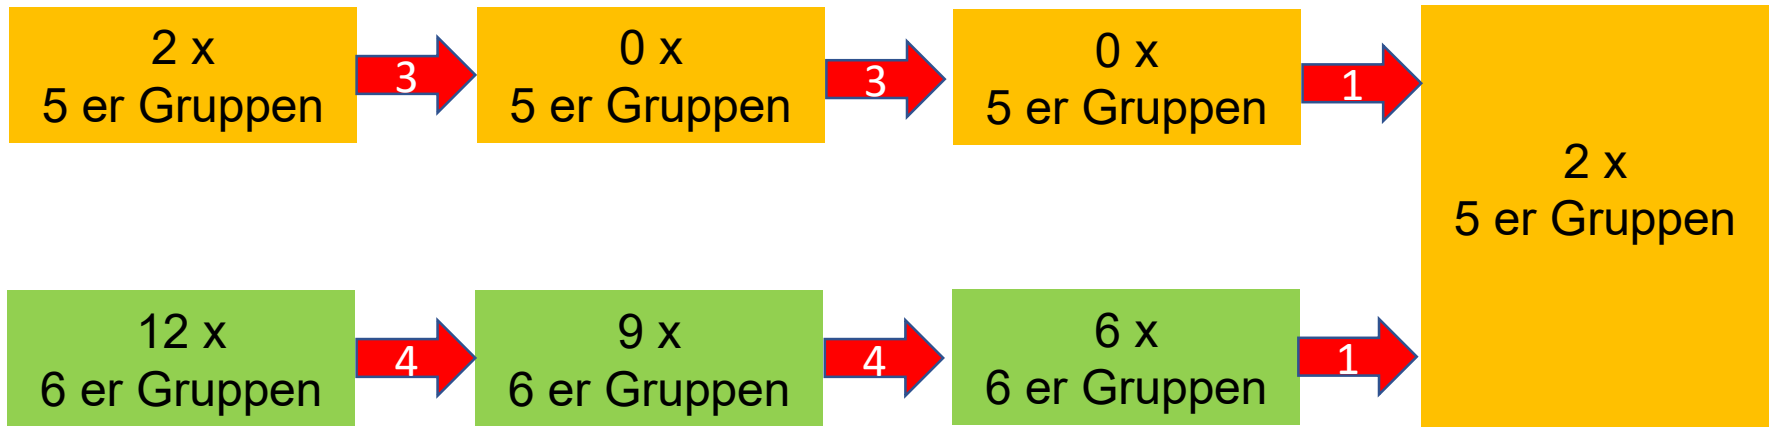 2 x
5 er Gruppen
3
0 x
5 er Gruppen
3
0 x
5 er Gruppen
1
2 x
5 er Gruppen
12 x
6 er Gruppen
4
9 x
6 er Gruppen
4
6 x
6 er Gruppen
1